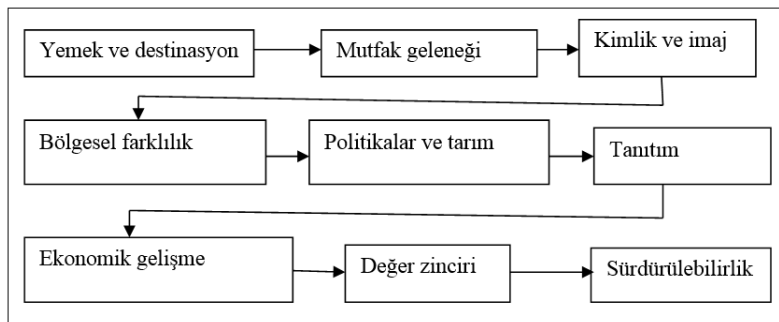 Yemek ve destinasyon
Mutfak geleneği
Kimlik ve imaj
Bölgesel farklılık
Politikalar ve tarım
Tanıtım
Ekonomik gelişme
Değer zinciri
Sürdürülebilirlik